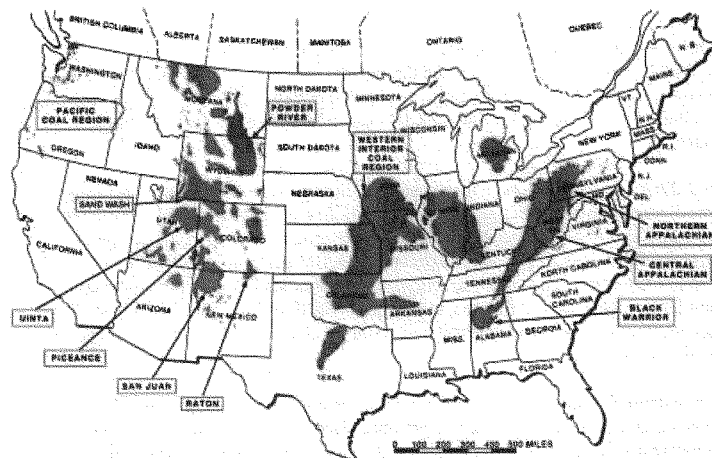 BRITISH COLUMBIA
ALBERTA
SASKATCHEWAN
MANITOBA
ONTARIO
QUEBEC
N. B.
MAINE
WASHINGTON
MONTANA
NORTH DAKOTA
MINNESOTA
VT.
N.H.
PACIFIC
COAL REGION
POWDER
RIVER
WISCONSIN
NEW YORK
MASS.
R.I.
CONN.
OREGON
IDAHO
SOUTH DAKOTA
WESTERN
INTERIOR
COAL
REGION
N.J.
NEVADA
NEBRASKA
INDIANA
OHIO
PENNSYLVANIA
DEL.
SAND WASH
UTAH
COLORADO
KANSAS
MISSOURI
KENTUCKY
VIRGINIA
NORTHERN
APPALACHIAN
CALIFORNIA
CENTRAL
APPALACHIAN
TENNESSEE
NORTH CAROLINA
UINTA
ARIZONA
NEW MEXICO
OKLAHOMA
ARKANSAS
SOUTH
CAROLINA
PICEANCE
MISS.
ALABAMA
GEORGIA
BLACK
WARRIOR
SAN JUAN
RATON
TEXAS
LOUISIANA
FLORIDA
0 100 200 300 400 500 MILES